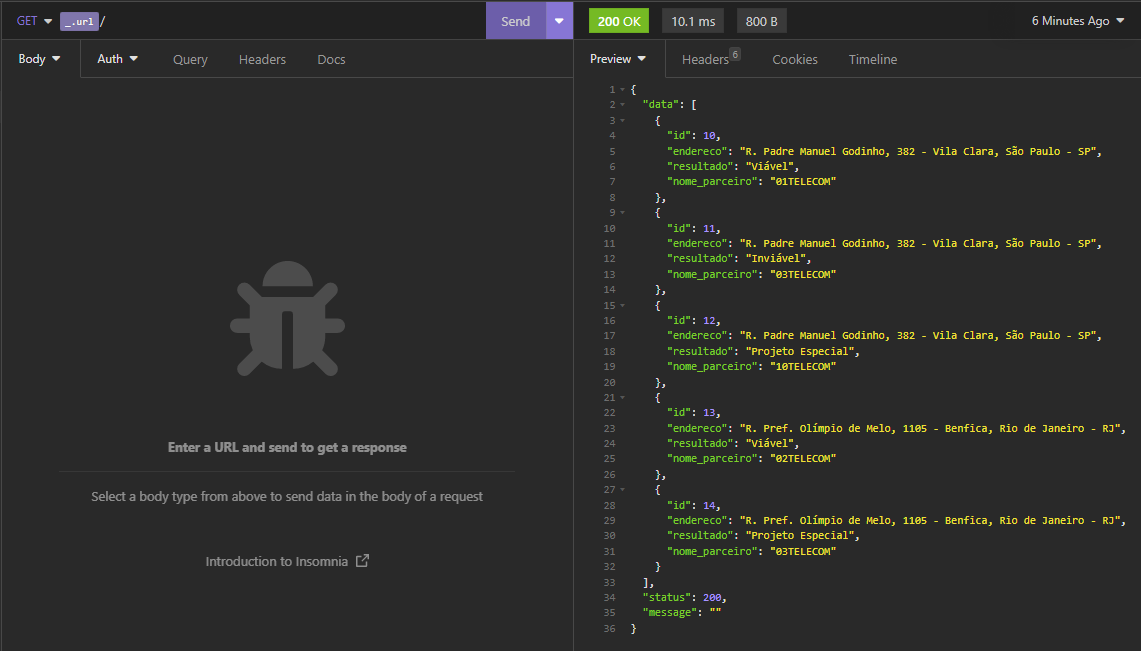 GET _.url / Send 200 OK 10.1 ms 800 B 6 Minutes Ago
Body Auth Query Headers Docs Preview Headers 6 Cookies Timeline
Enter a URL and send to get a response
Select a body type from above to send data in the body of a request
Introduction to Insomnia
1 {
2 "data": [
3 {
4 "id": 10,
5 "endereco": "R. Padre Manuel Godinho, 382 - Vila Clara, São Paulo - SP",
6 "resultado": "Viável",
7 "nome_parceiro": "01TELECOM"
8 },
9 {
10 "id": 11,
11 "endereco": "R. Padre Manuel Godinho, 382 - Vila Clara, São Paulo - SP",
12 "resultado": "Inviável",
13 "nome_parceiro": "03TELECOM"
14 },
15 {
16 "id": 12,
17 "endereco": "R. Padre Manuel Godinho, 382 - Vila Clara, São Paulo - SP",
18 "resultado": "Projeto Especial",
19 "nome_parceiro": "10TELECOM"
20 },
21 {
22 "id": 13,
23 "endereco": "R. Pref. Olímpio de Melo, 1105 - Benfica, Rio de Janeiro - RJ",
24 "resultado": "Viável",
25 "nome_parceiro": "02TELECOM"
26 },
27 {
28 "id": 14,
29 "endereco": "R. Pref. Olímpio de Melo, 1105 - Benfica, Rio de Janeiro - RJ",
30 "resultado": "Projeto Especial",
31 "nome_parceiro": "03TELECOM"
32 }
33 ],
34 "status": 200,
35 "message": ""
36 }